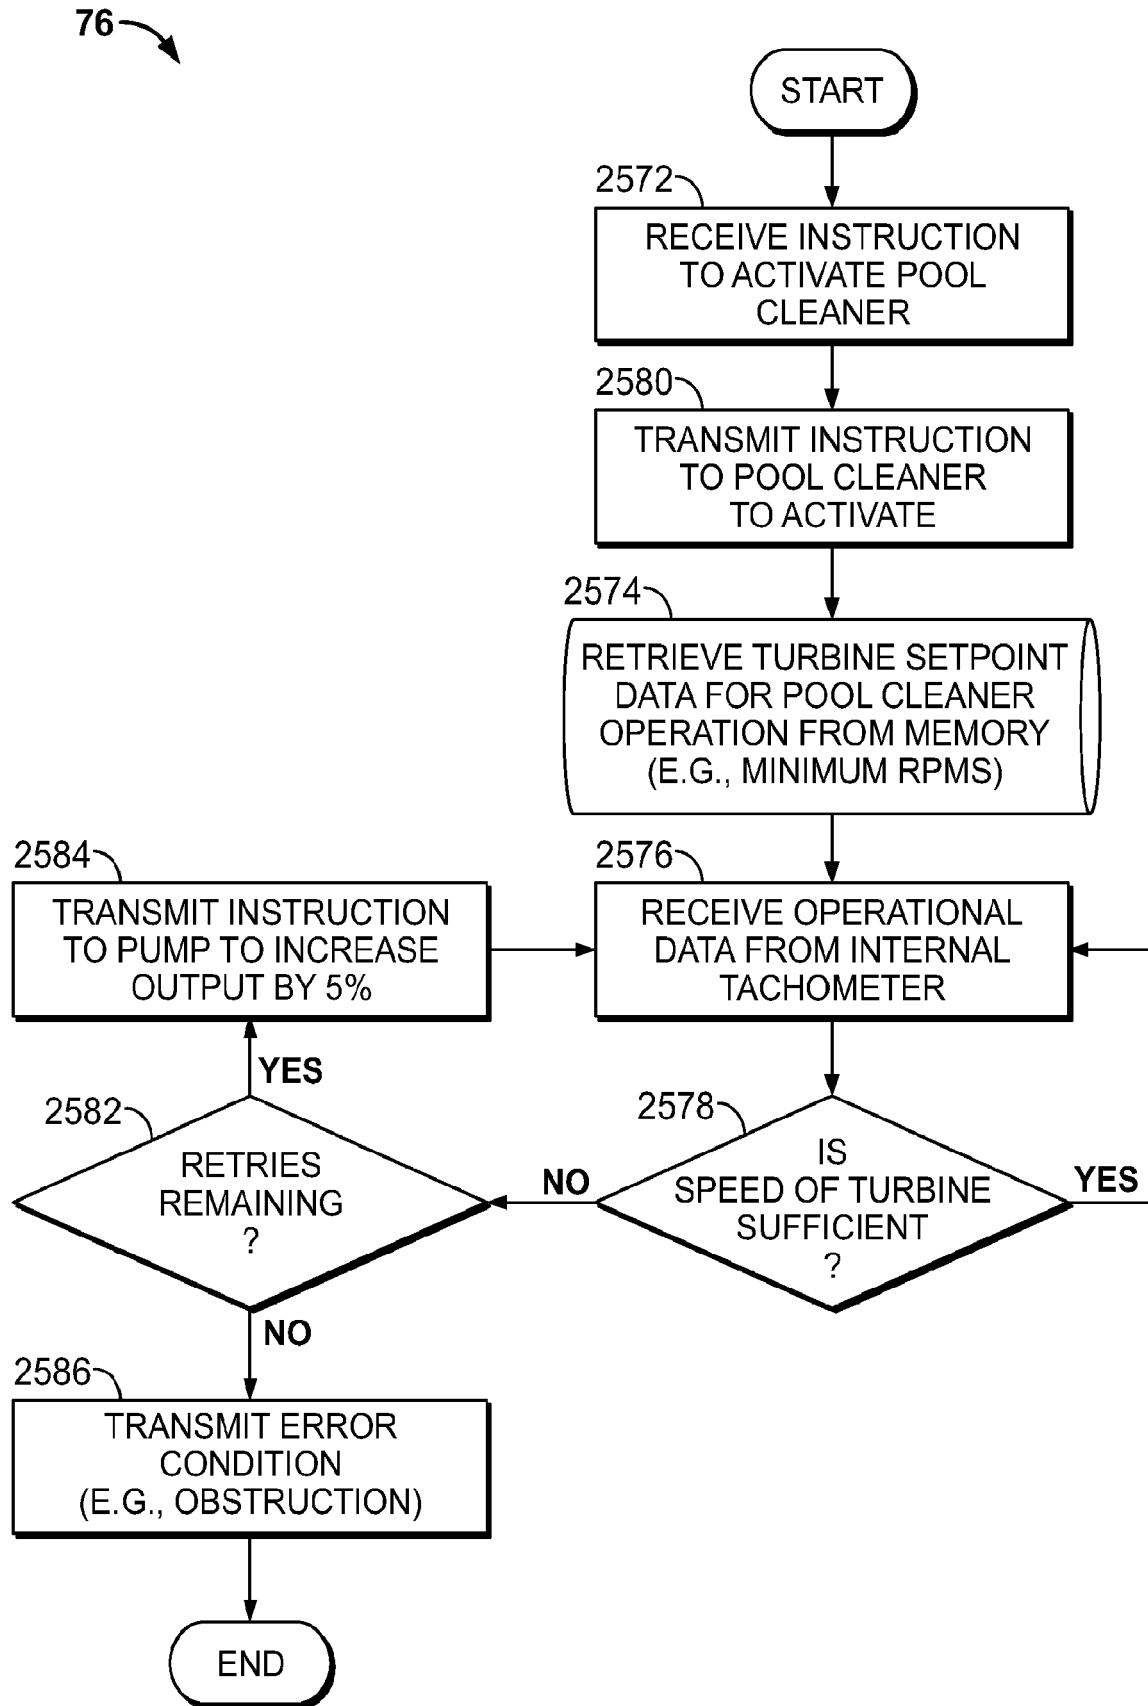 76
START
2572
RECEIVE INSTRUCTION
TO ACTIVATE POOL
CLEANER
2580
TRANSMIT INSTRUCTION
TO POOL CLEANER
TO ACTIVATE
2574
RETRIEVE TURBINE SETPOINT
DATA FOR POOL CLEANER
OPERATION FROM MEMORY
(E.G., MINIMUM RPMS)
2584
TRANSMIT INSTRUCTION
TO PUMP TO INCREASE
OUTPUT BY 5%
2576
RECEIVE OPERATIONAL
DATA FROM INTERNAL
TACHOMETER
YES
2582
RETRIES
REMAINING
?
NO
2578
IS
SPEED OF TURBINE
SUFFICIENT
?
YES
NO
2586
TRANSMIT ERROR
CONDITION
(E.G., OBSTRUCTION)
END